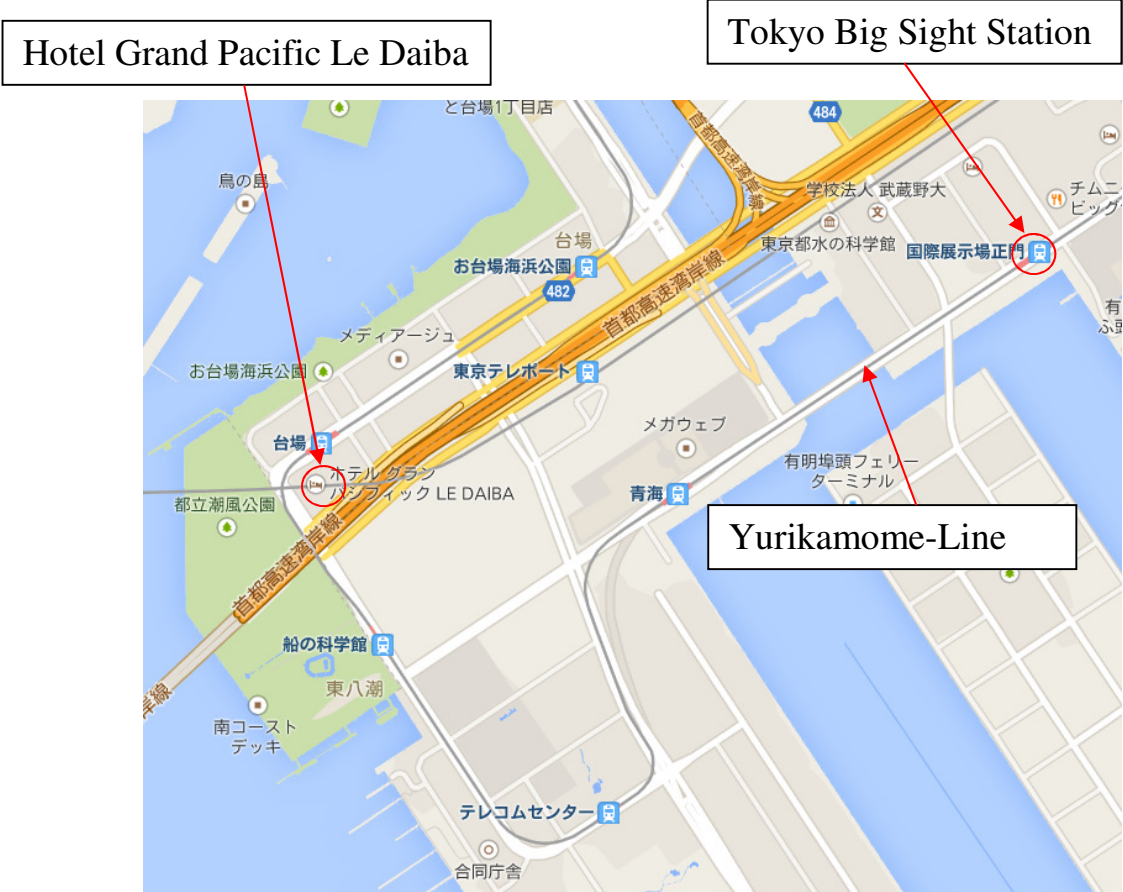 Hotel Grand Pacific Le Daiba
Tokyo Big Sight Station
と台場1丁目店
484
首都高速湾岸線
鳥の島
学校法人 武蔵野大
チムニー
ビッグ
台場
東京都水の科学館
国際展示場正門
お台場海浜公園
482
首都高速湾岸線
有
ふ頭
メディアージュ
お台場海浜公園
東京テレポート
メガウェブ
台場
ホテル グラン
パシフィック LE DAIBA
有明埠頭フェリー
ターミナル
青海
都立潮風公園
Yurikamome-Line
首都高速湾岸線
船の科学館
東八潮
岸線
南コースト
デッキ
テレコムセンター
合同庁舎